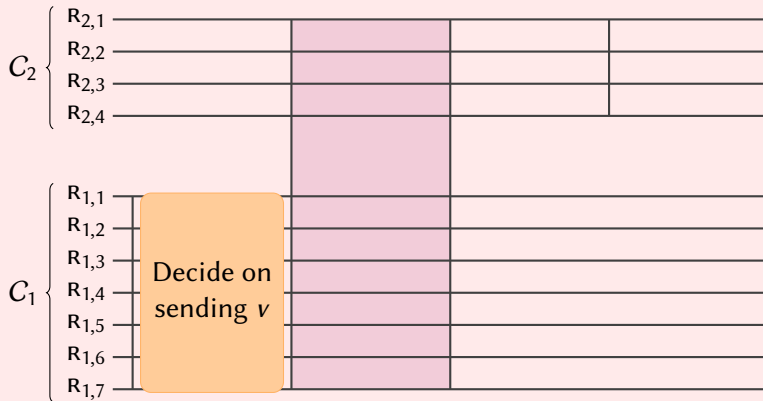 R2,1
R2,2
C2
R2,3
R2,4
R1,1
R1,2
R1,3
Decide on
C1
R1,4
sending v
R1,5
R1,6
R1,7